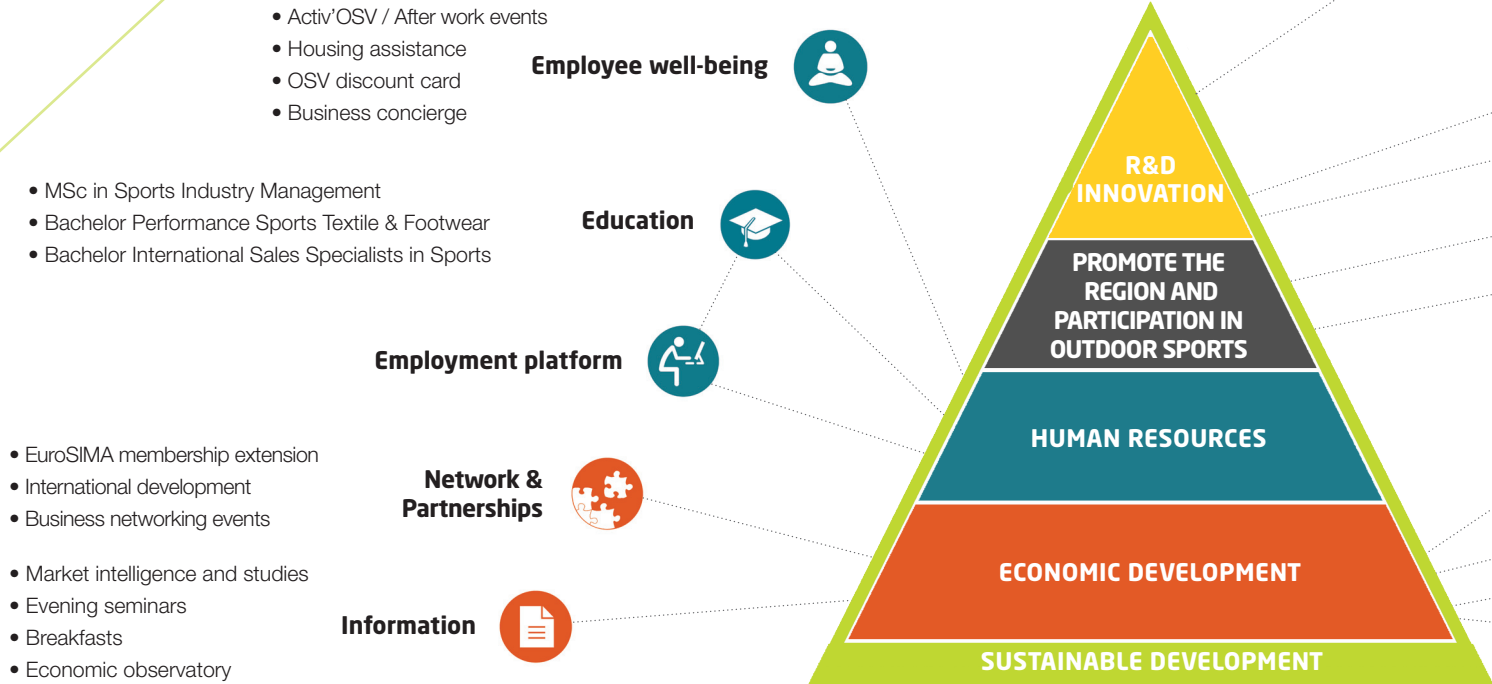 • Activ'OSV / After work events
• Housing assistance
• OSV discount card
• Business concierge
Employee well-being
• MSc in Sports Industry Management
• Bachelor Performance Sports Textile & Footwear
• Bachelor International Sales Specialists in Sports
Education
Employment platform
• EuroSIMA membership extension
• International development
• Business networking events
Network &
Partnerships
• Market intelligence and studies
• Evening seminars
• Breakfasts
• Economic observatory
Information
R&D
INNOVATION
PROMOTE THE
REGION AND
PARTICIPATION IN
OUTDOOR SPORTS
HUMAN RESOURCES
ECONOMIC DEVELOPMENT
SUSTAINABLE DEVELOPMENT